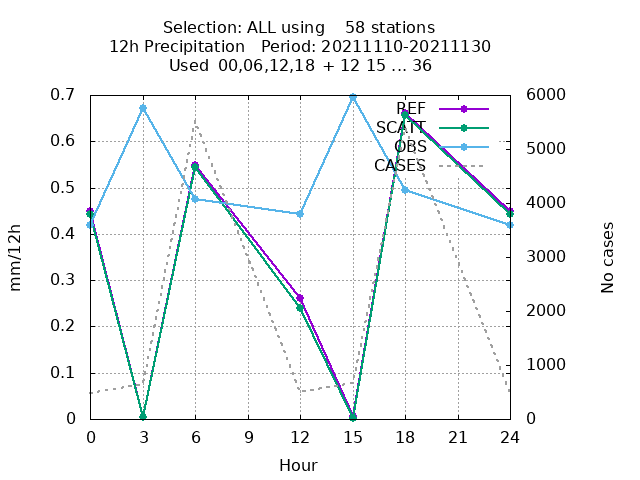 Selection: ALL using    58 stations
12h Precipitation   Period: 20211110-20211130
Used  00,06,12,18 + 12 15 ... 36
REF
SCATT
OBS
CASES
0.7
0.6
0.5
0.4
0.3
0.2
0.1
0
6000
5000
4000
3000
2000
1000
0
mm/12h
No cases
0 3 6 9 12 15 18 21 24
Hour